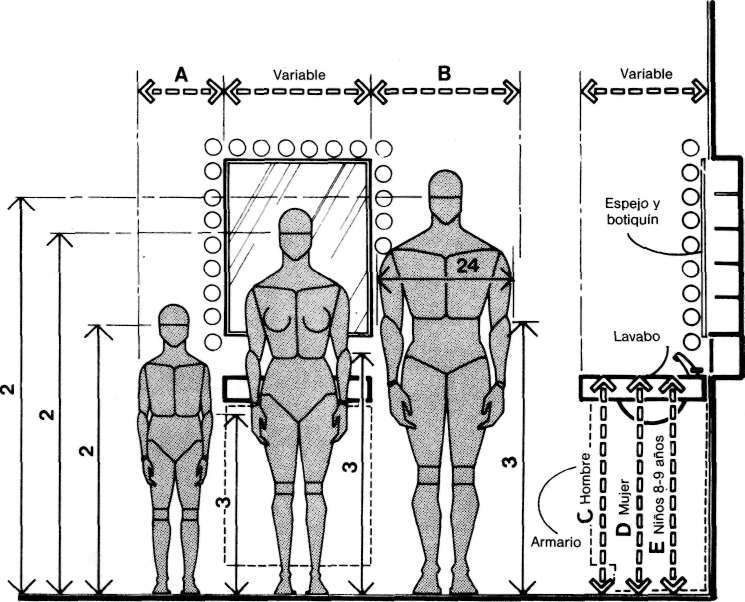 A
Variable
B
Variable
Espejo y
botiquín
24
Lavabo
2
2
2
3
3
3
C Hombre
D Mujer
E Niños 8-9 años
Armario